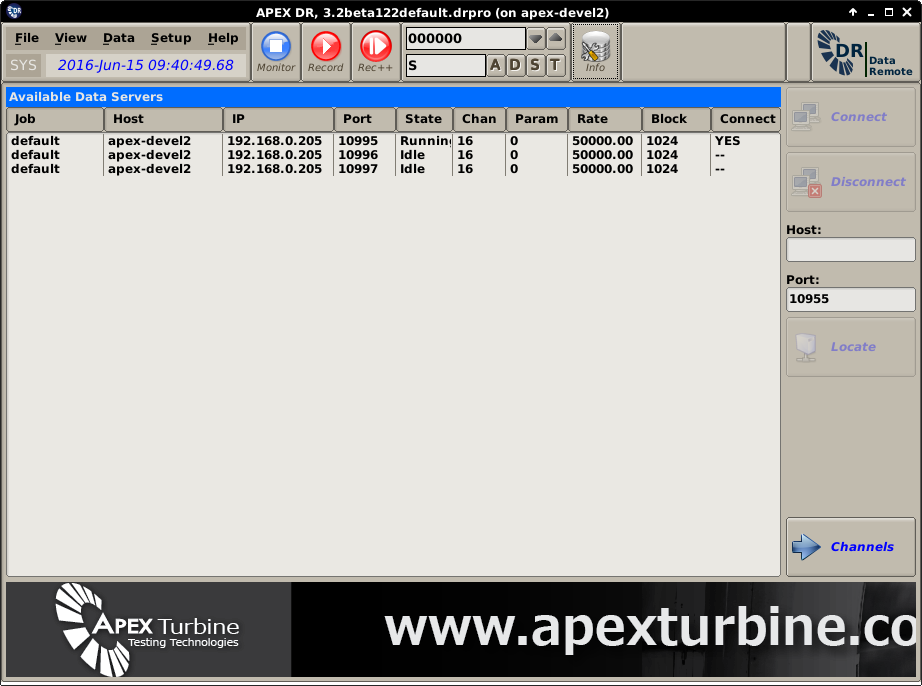 APEX DR, 3.2beta122default.drpro (on apex-devel2)
File View Data Setup Help
SYS 2016-Jun-15 09:40:49.68
Monitor Record Rec++
000000
S A D S T
Info
DR Data Remote
Available Data Servers
Job Host IP Port State Chan Param Rate Block Connect
default apex-devel2 192.168.0.205 10995 Running 16 0 50000.00 1024 YES
default apex-devel2 192.168.0.205 10996 Idle 16 0 50000.00 1024 --
default apex-devel2 192.168.0.205 10997 Idle 16 0 50000.00 1024 --
Connect
Disconnect
Host:
Port:
10955
Locate
Channels
APEX Turbine
Testing Technologies
www.apexturbine.co